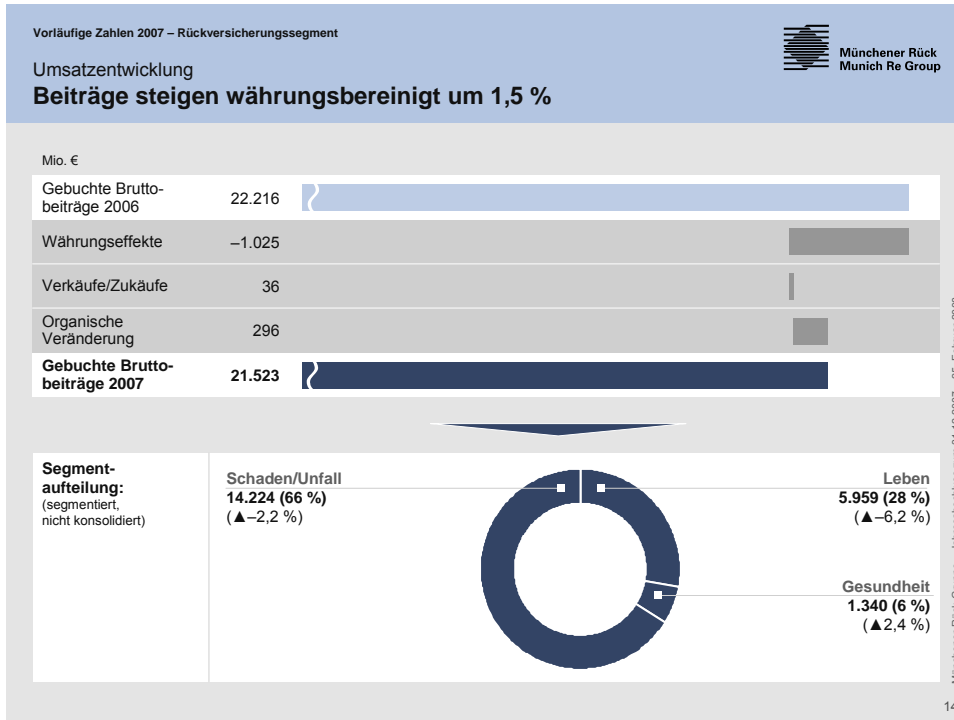 Vorläufige Zahlen 2007 – Rückversicherungssegment
Münchener Rück
Munich Re Group
Umsatzentwicklung
Beiträge steigen währungsbereinigt um 1,5 %
Mio. €
Gebuchte Brutto-
beiträge 2006
22.216
Währungseffekte
–1.025
Verkäufe/Zukäufe
36
Organische
Veränderung
296
Gebuchte Brutto-
beiträge 2007
21.523
Segment-
aufteilung:
(segmentiert,
nicht konsolidiert)
Schaden/Unfall
14.224 (66 %)
(▲–2,2 %)
Leben
5.959 (28 %)
(▲–6,2 %)
Gesundheit
1.340 (6 %)
(▲2,4 %)
14